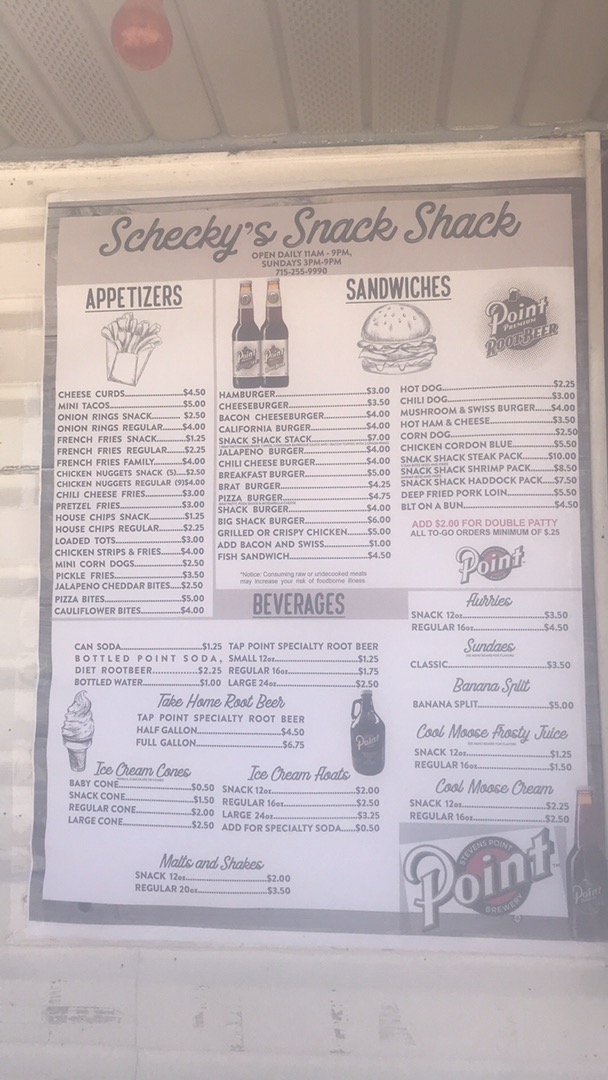 Schecky's Snack Shack
OPEN DAILY 11AM - 9PM,
SUNDAYS 3PM-9PM
715-255-9990
APPETIZERS
CHEESE CURDS $4.50
MINI TACOS $5.00
ONION RINGS SNACK $2.50
ONION RINGS REGULAR $4.00
FRENCH FRIES SNACK $1.25
FRENCH FRIES REGULAR $2.25
FRENCH FRIES FAMILY $4.00
CHICKEN NUGGETS SNACK (5) $2.50
CHICKEN NUGGETS REGULAR (9)$4.00
CHILI CHEESE FRIES $3.00
PRETZEL FRIES $3.00
HOUSE CHIPS SNACK $1.25
HOUSE CHIPS REGULAR $2.25
LOADED TOTS $3.00
CHICKEN STRIPS & FRIES $4.00
MINI CORN DOGS $2.50
PICKLE FRIES $3.50
JALAPENO CHEDDAR BITES $2.50
PIZZA BITES $5.00
CAULIFLOWER BITES $4.00
SANDWICHES
Point
Point
Point
PREMIUM
ROOT BEER
HAMBURGER $3.00
CHEESEBURGER $3.50
BACON CHEESEBURGER $4.00
CALIFORNIA BURGER $4.00
SNACK SHACK STACK $7.00
JALAPENO BURGER $4.00
CHILI CHEESE BURGER $4.00
BREAKFAST BURGER $5.00
BRAT BURGER $4.25
PIZZA BURGER $4.75
SHACK BURGER $4.00
BIG SHACK BURGER $6.00
GRILLED OR CRISPY CHICKEN $5.00
ADD BACON AND SWISS $1.00
FISH SANDWICH $4.50
*Notice: Consuming raw or undecooked meats
may increase your risk of foodborne illness.
HOT DOG $2.25
CHILI DOG $3.00
MUSHROOM & SWISS BURGER $4.00
HOT HAM & CHEESE $3.50
CORN DOG $2.50
CHICKEN CORDON BLUE $5.50
SNACK SHACK STEAK PACK $10.00
SNACK SHACK SHRIMP PACK $8.50
SNACK SHACK HADDOCK PACK $7.50
DEEP FRIED PORK LOIN $5.50
BLT ON A BUN $4.50
ADD $2.00 FOR DOUBLE PATTY
ALL TO-GO ORDERS MINIMUM OF $.25
Point
BEVERAGES
CAN SODA $1.25
BOTTLED POINT SODA,
DIET ROOTBEER $2.25
BOTTLED WATER $1.00
TAP POINT SPECIALTY ROOT BEER
SMALL 12oz $1.25
REGULAR 16oz $1.75
LARGE 24oz $2.50
Take Home Root Beer
TAP POINT SPECIALTY ROOT BEER
HALF GALLON $4.50
FULL GALLON $6.75
Point
Ice Cream Cones
BABY CONE $0.50
SNACK CONE $1.50
REGULAR CONE $2.00
LARGE CONE $2.50
Ice Cream Floats
SNACK 12oz $2.00
REGULAR 16oz $2.50
LARGE 24oz $3.25
ADD FOR SPECIALTY SODA $0.50
Malts and Shakes
SNACK 12oz $2.00
REGULAR 20oz $3.50
Flurries
SNACK 12oz $3.50
REGULAR 16oz $4.50
Sundaes
CLASSIC $3.50
Banana Split
BANANA SPLIT $5.00
Cool Moose Frosty Juice
SNACK 12oz $1.25
REGULAR 16oz $1.50
Cool Moose Cream
SNACK 12oz $2.25
REGULAR 16oz $2.50
STEVENS POINT
Point
BREWERY
Point